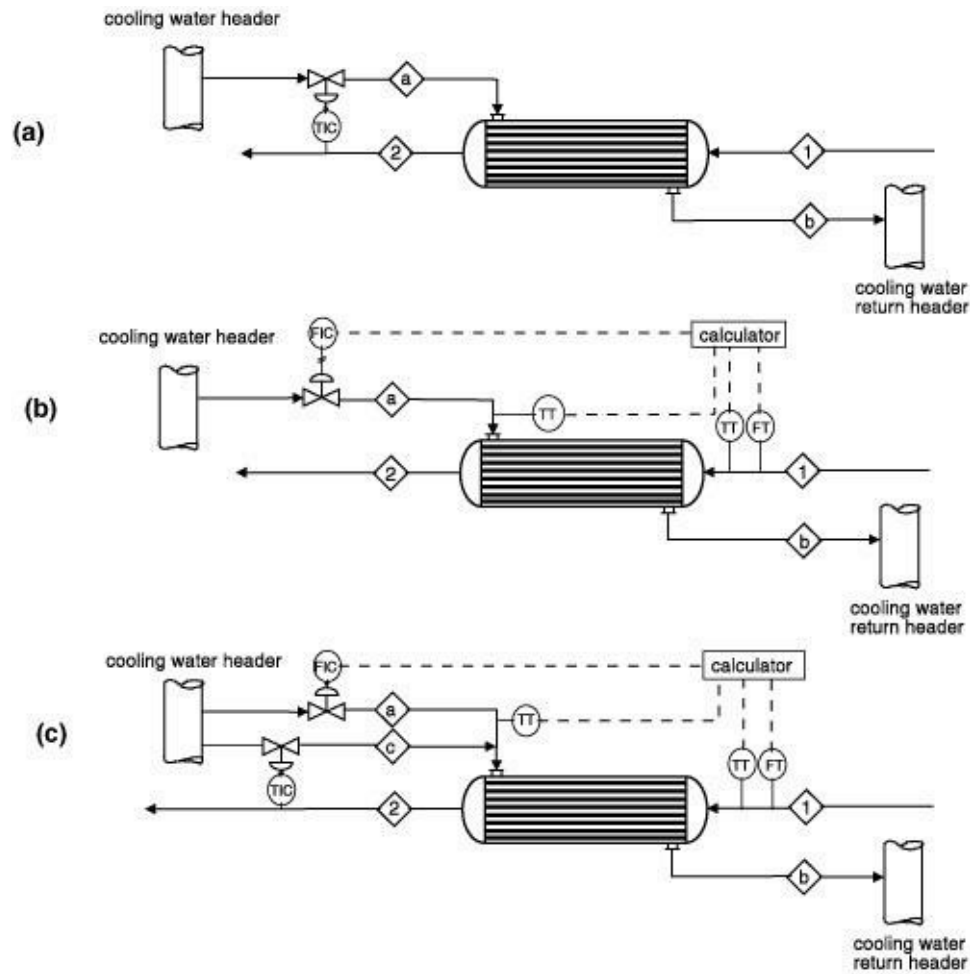 cooling water header
a
(a)
TIC
2
1
b
cooling water
return header
cooling water header
FIC
calculator
(b)
a
TT
TT
FT
2
1
b
cooling water
return header
cooling water header
FIC
calculator
a
TT
(c)
c
TIC
TT
FT
2
1
b
cooling water
return header